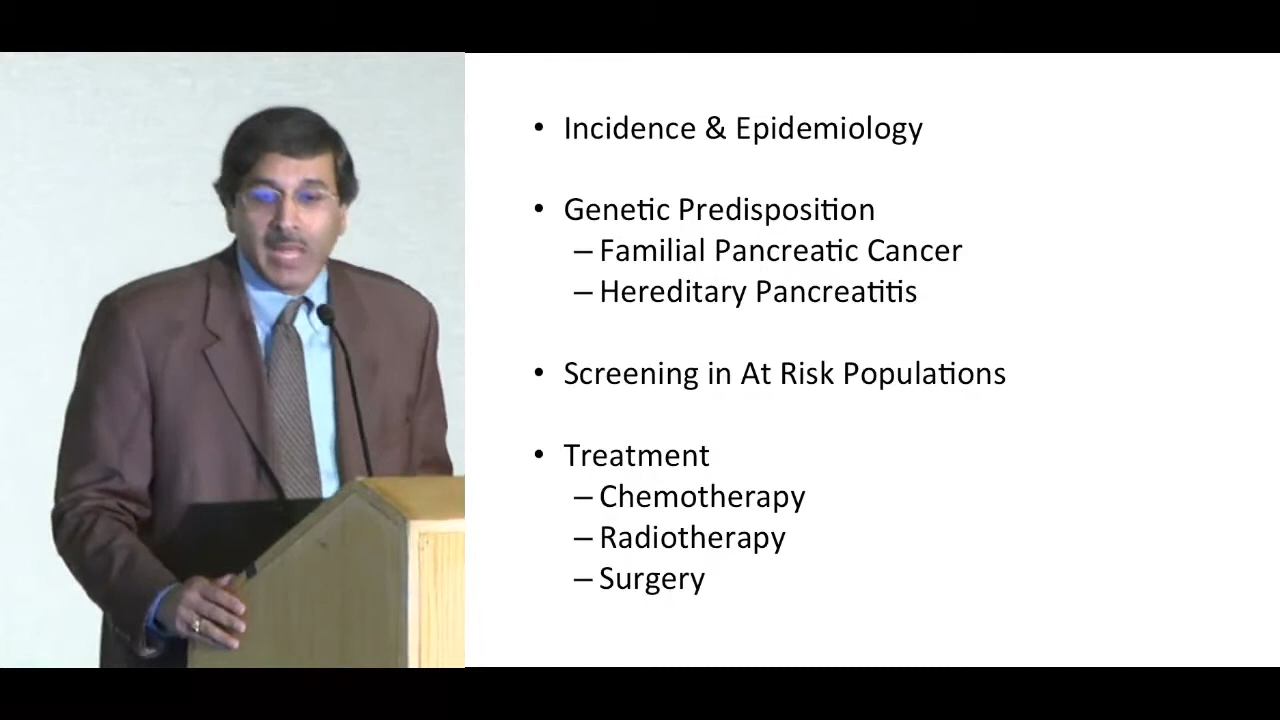 • Incidence & Epidemiology
• Genetic Predisposition
– Familial Pancreatic Cancer
– Hereditary Pancreatitis
• Screening in At Risk Populations
• Treatment
– Chemotherapy
– Radiotherapy
– Surgery